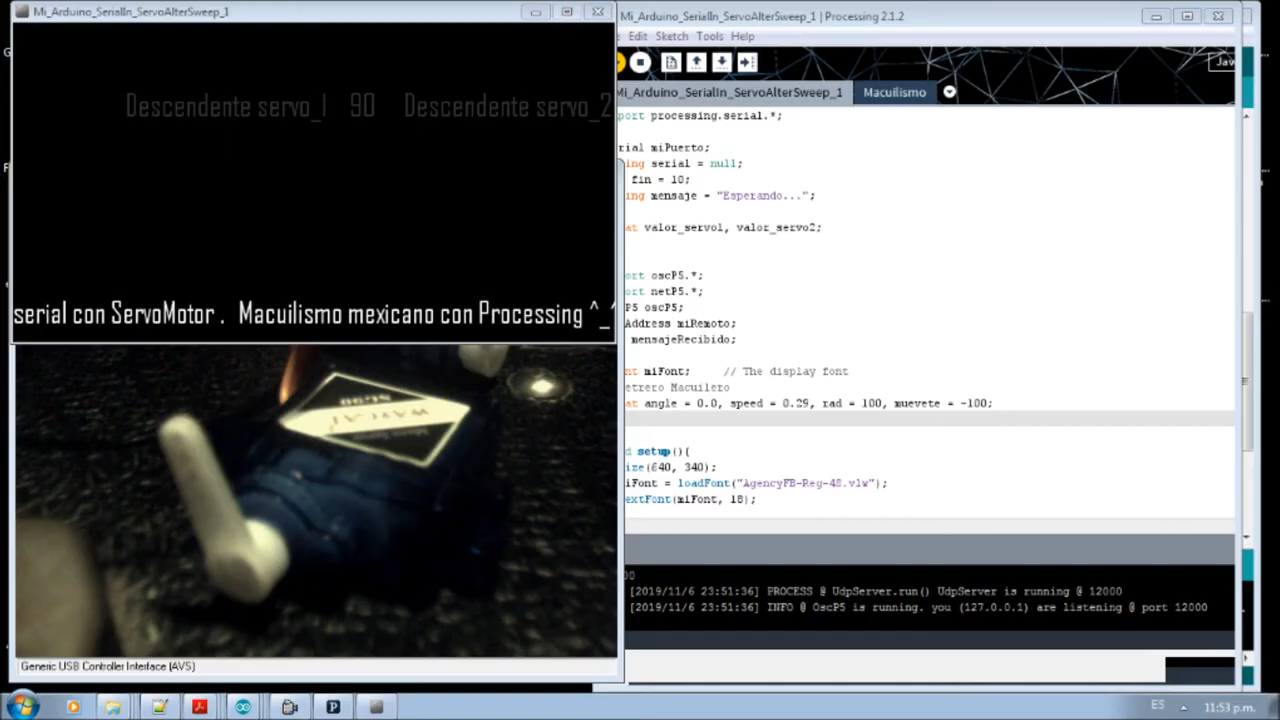 Mi_Arduino_SerialIn_ServoAlterSweep_1
Descendente servo_1 90 Descendente servo_2
serial con ServoMotor . Macuilismo mexicano con Processing ^_^
Generic USB Controller Interface (AVS)
Mi_Arduino_SerialIn_ServoAlterSweep_1 | Processing 2.1.2
Edit Sketch Tools Help
Jav
Mi_Arduino_SerialIn_ServoAlterSweep_1 Macuilismo
port processing.serial.*;
rial miPuerto;
ing serial = null;
fin = 10;
ing mensaje = "Esperando...";
at valor_servo1, valor_servo2;
ort oscP5.*;
ort netP5.*;
P5 oscP5;
Address miRemoto;
mensajeRecibido;
nt miFont; // The display font
etrero Macuilero
at angle = 0.0, speed = 0.29, rad = 100, muevete = -100;
d setup(){
ize(640, 340);
iFont = loadFont("AgencyFB-Reg-48.vlw");
extFont(miFont, 18);
00
[2019/11/6 23:51:36] PROCESS @ UdpServer.run() UdpServer is running @ 12000
[2019/11/6 23:51:36] INFO @ OscP5 is running. you (127.0.0.1) are listening @ port 12000
ES 11:53 p.m.